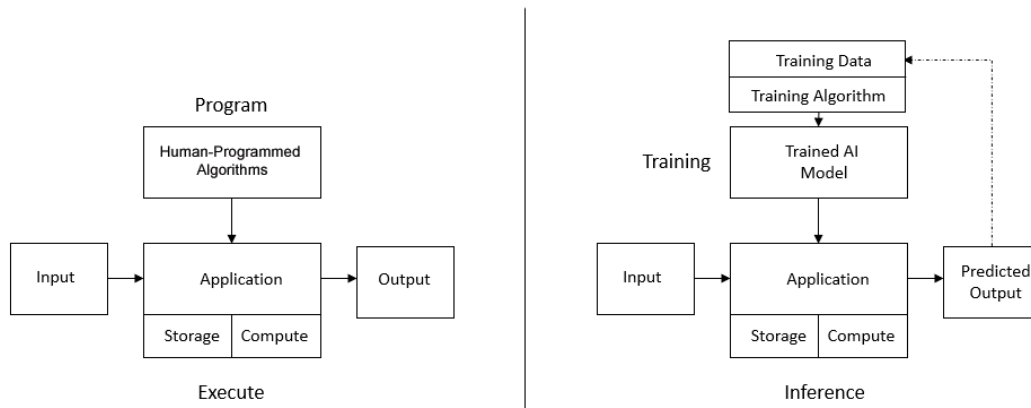 Program
Human-Programmed
Algorithms
Input
Application
Output
Storage
Compute
Execute
Training Data
Training Algorithm
Training
Trained AI
Model
Input
Application
Predicted
Output
Storage
Compute
Inference